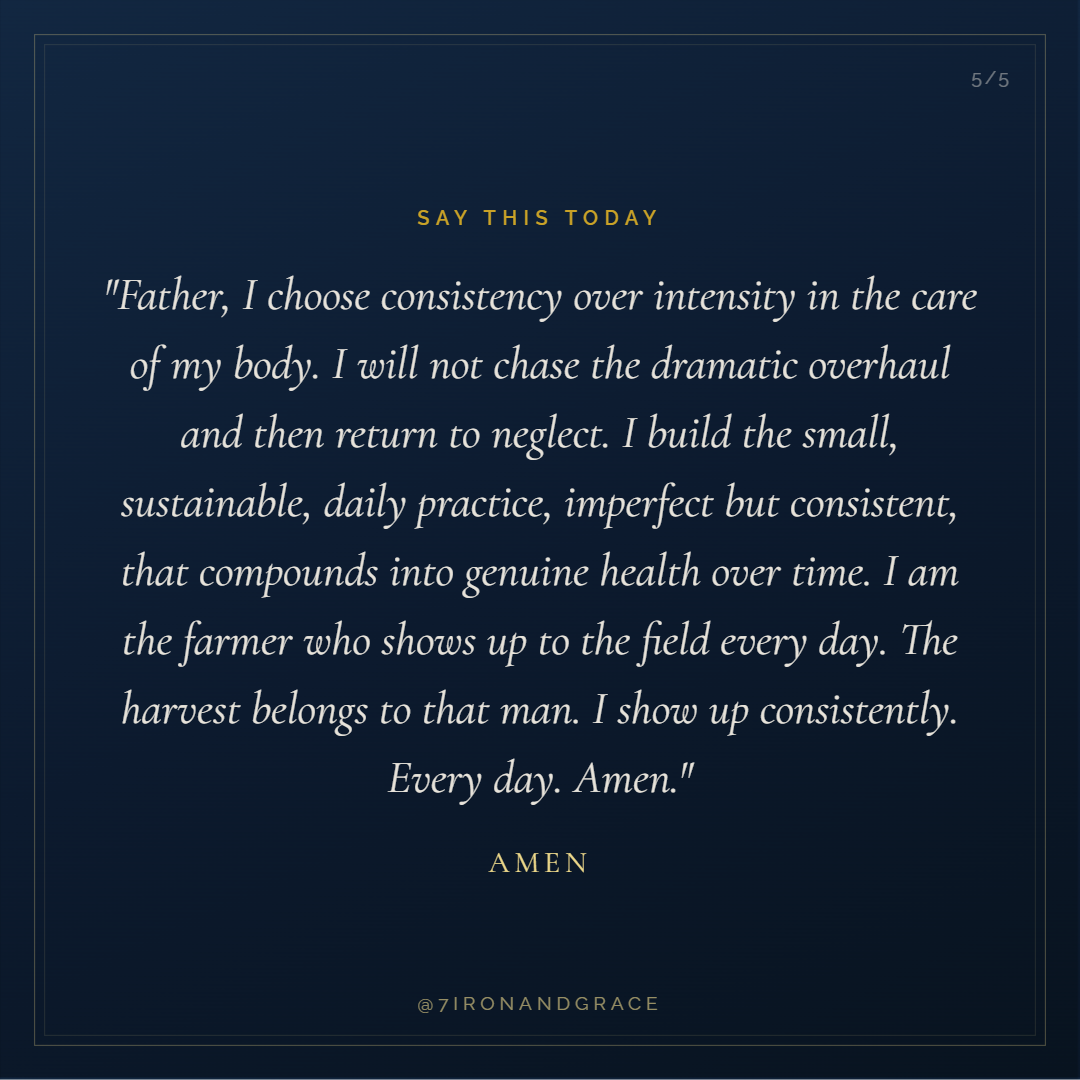 5/5
SAY THIS TODAY
"Father, I choose consistency over intensity in the care
of my body. I will not chase the dramatic overhaul
and then return to neglect. I build the small,
sustainable, daily practice, imperfect but consistent,
that compounds into genuine health over time. I am
the farmer who shows up to the field every day. The
harvest belongs to that man. I show up consistently.
Every day. Amen."
AMEN
@7IRONANDGRACE